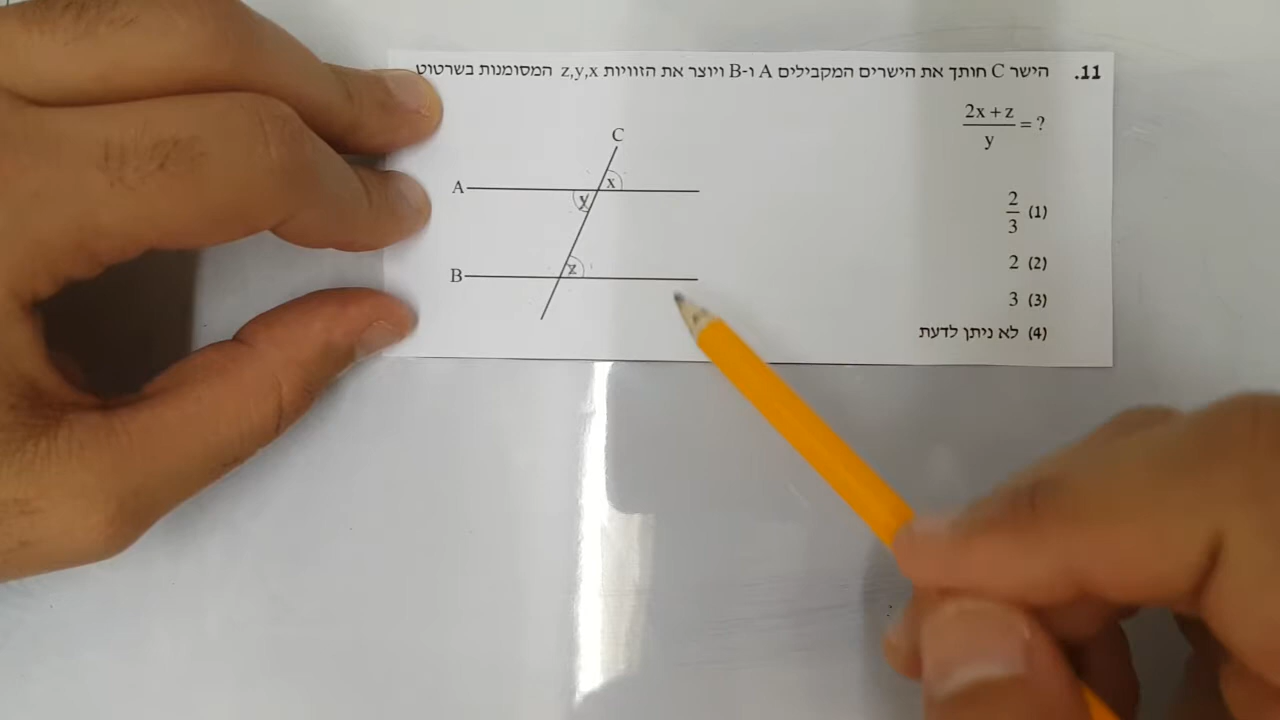 11. הישר C חותך את הישרים המקבילים A ו-B ויוצר את הזוויות z,y,x המסומנות בשרטוט
2x + z
y
= ?
C
A
x
y
B
z
(1) 2/3
(2) 2
(3) 3
(4) לא ניתן לדעת